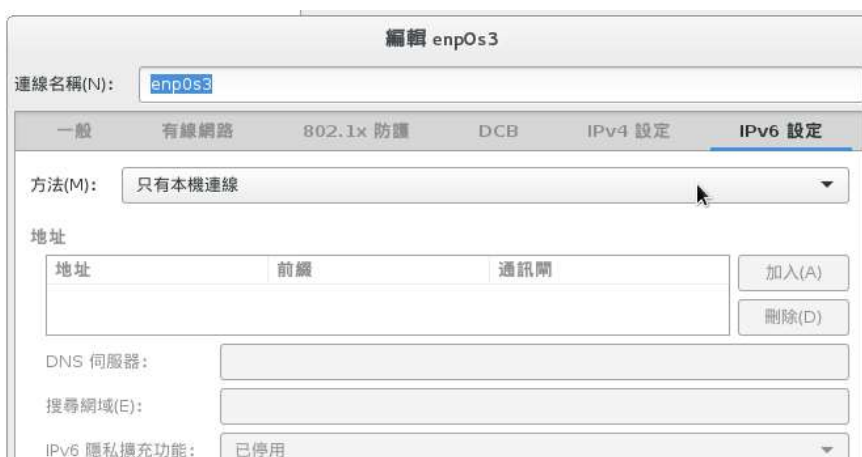 編輯 enp0s3
連線名稱(N): enp0s3
一般 有線網路 802.1x 防護 DCB IPv4 設定 IPv6 設定
方法(M): 只有本機連線
地址
地址 前綴 通訊閘 加入(A)
刪除(D)
DNS 伺服器:
搜尋網域(E):
IPv6 隱私擴充功能: 已停用